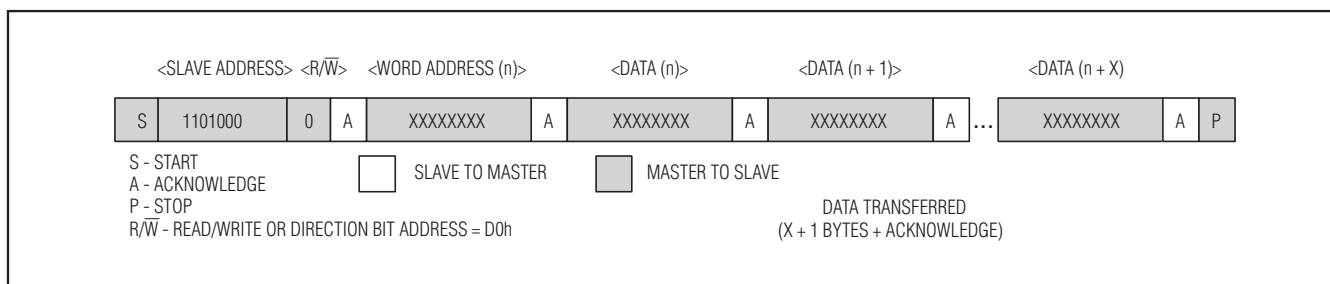 <SLAVE ADDRESS> <R/W̅> <WORD ADDRESS (n)> <DATA (n)> <DATA (n + 1)> <DATA (n + X)
S 1101000 0 A XXXXXXXX A XXXXXXXX A XXXXXXXX A ... XXXXXXXX A P
S - START
A - ACKNOWLEDGE
P - STOP
R/W̅ - READ/WRITE OR DIRECTION BIT ADDRESS = D0h
SLAVE TO MASTER
MASTER TO SLAVE
DATA TRANSFERRED
(X + 1 BYTES + ACKNOWLEDGE)